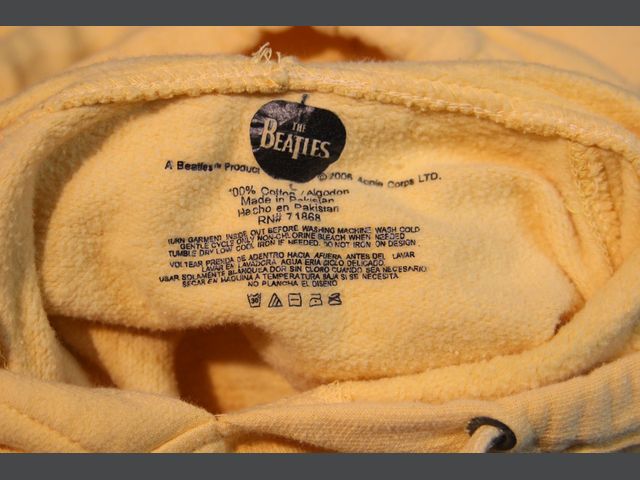 THE
BEATLES
A Beatles™ Product
© 2006 Apple Corps LTD.
100% Cotton / Algodon
Made in Pakistan
Hecho en Pakistan
RN# 71868
TURN GARMENT INSIDE OUT BEFORE WASHING MACHINE WASH COLD
GENTLE CYCLE ONLY NON-CHLORINE BLEACH WHEN NEEDED
TUMBLE DRY LOW COOL IRON IF NEEDED. DO NOT IRON ON DESIGN
VOLTEAR PRENDA DE ADENTRO HACIA AFUERA ANTES DEL LAVAR
LAVAR EN LAVADORA AGUA FRIA CICLO DELICADO.
USAR SOLAMENTE BLANQUEADOR SIN CLORO CUANDO SEA NECESARIO
SECAR EN MAQUINA A TEMPERATURA BAJA SI SE NECESITA
NO PLANCHA EL DISENO
30